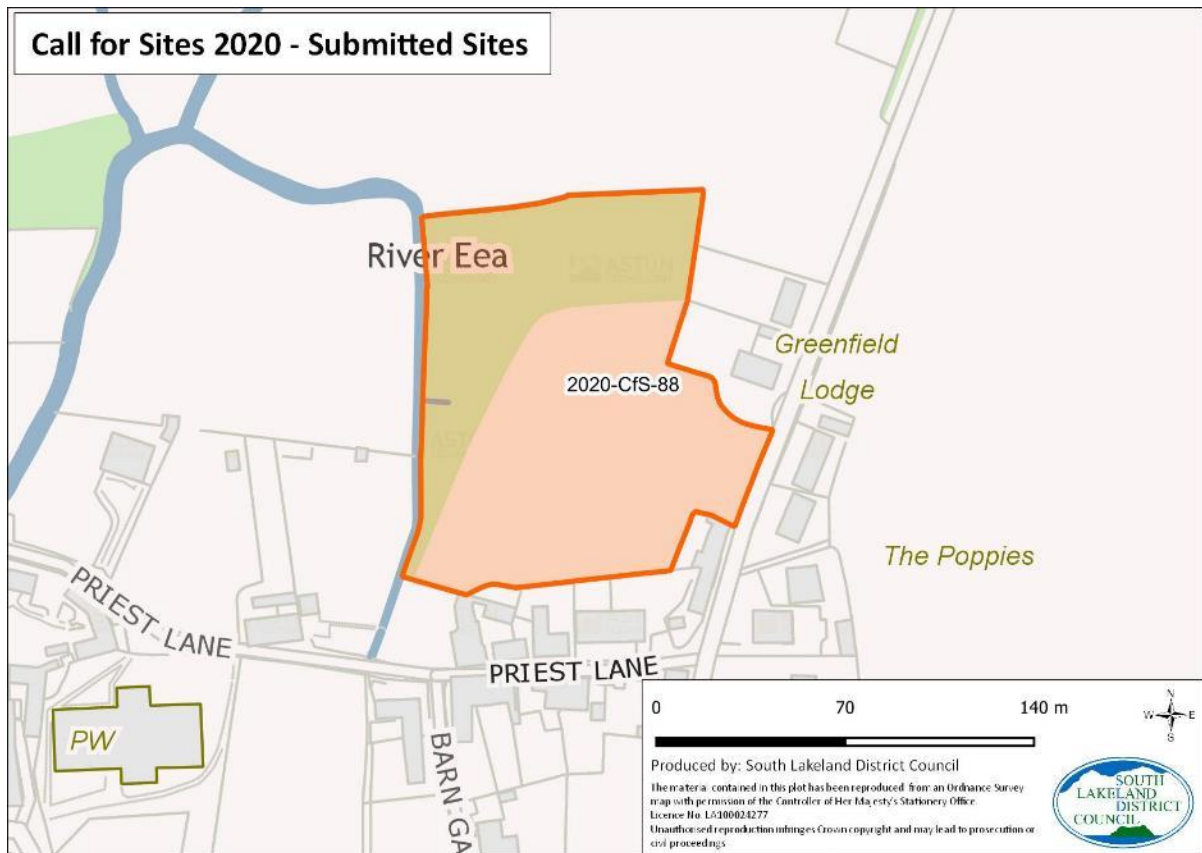 Call for Sites 2020 - Submitted Sites
River Eea
2020-CfS-88
Greenfield
Lodge
The Poppies
PRIEST LANE
PRIEST LANE
PW
BARN GA
0 70 140 m
N
W E
S
Produced by: South Lakeland District Council
The material contained in this plot has been reproduced from an Ordnance Survey
map with permission of the Controller of Her Majesty's Stationery Office.
Licence No. LA100024277
Unauthorised reproduction infringes Crown copyright and may lead to prosecution or
civil proceedings
SOUTH
LAKELAND
DISTRICT
COUNCIL